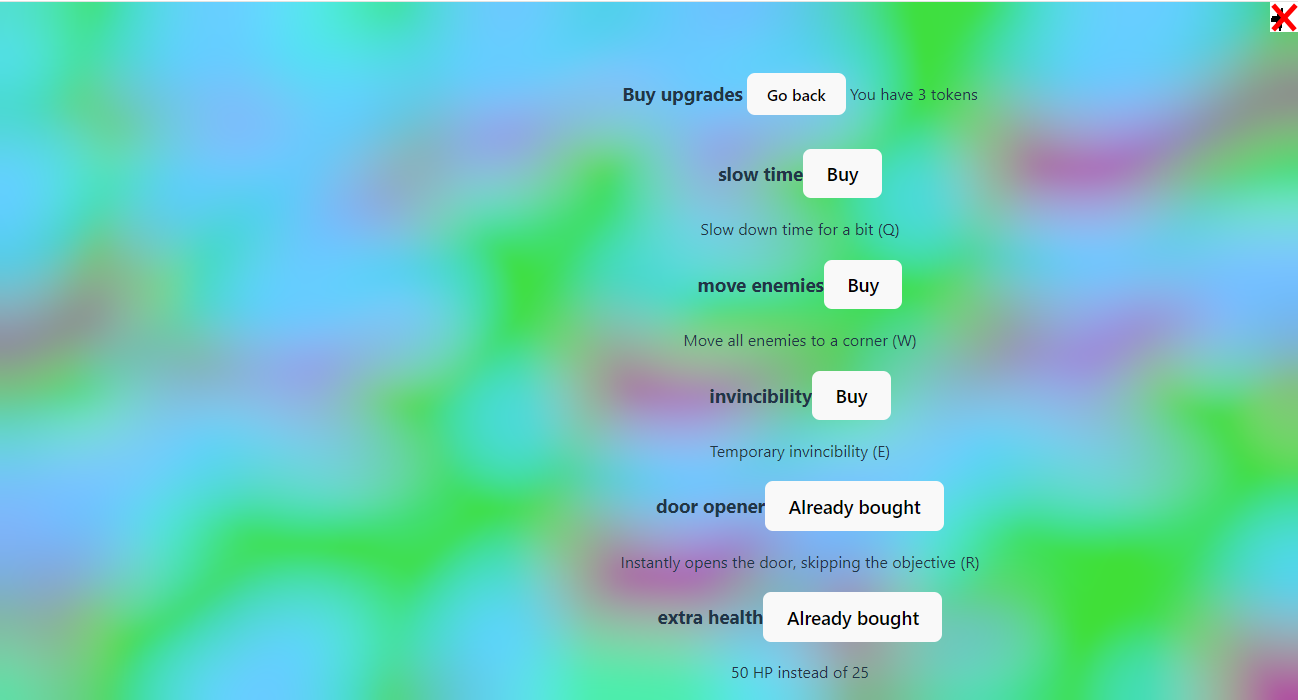 Buy upgrades Go back You have 3 tokens
slow time Buy
Slow down time for a bit (Q)
move enemies Buy
Move all enemies to a corner (W)
invincibility Buy
Temporary invincibility (E)
door opener Already bought
Instantly opens the door, skipping the objective (R)
extra health Already bought
50 HP instead of 25